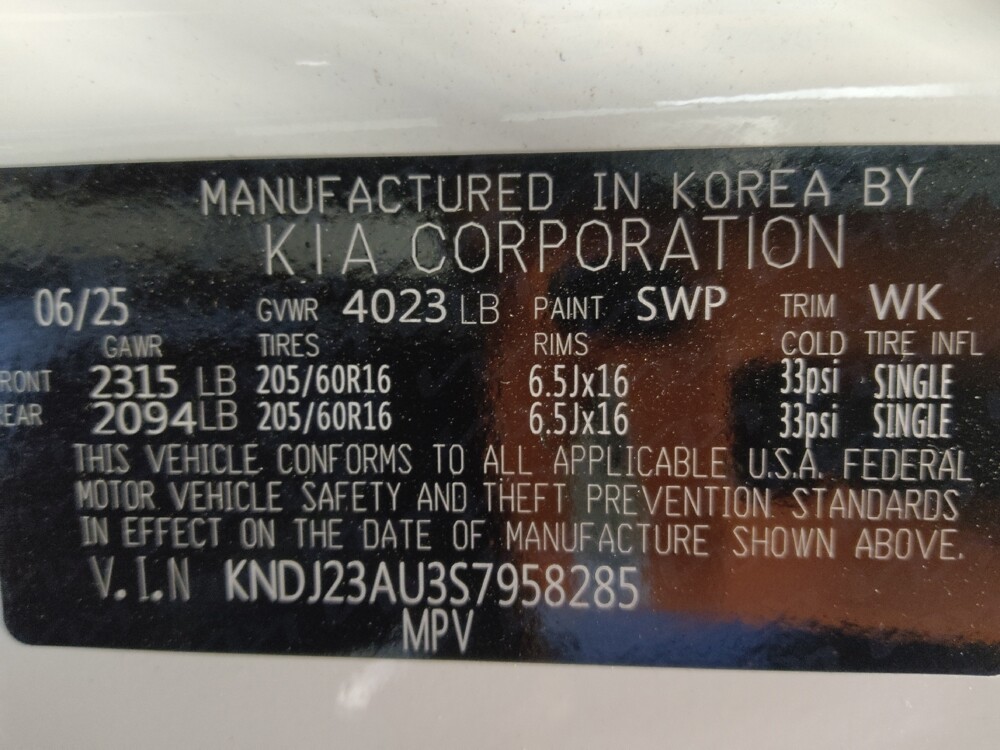 MANUFACTURED IN KOREA BY
KIA CORPORATION
06/25 GVWR 4023 LB PAINT SWP TRIM WK
GAWR TIRES RIMS COLD TIRE INFL
RONT 2315 LB 205/60R16 6.5Jx16 33psi SINGLE
EAR 2094 LB 205/60R16 6.5Jx16 33psi SINGLE
THIS VEHICLE CONFORMS TO ALL APPLICABLE U.S.A. FEDERAL
MOTOR VEHICLE SAFETY AND THEFT PREVENTION STANDARDS
IN EFFECT ON THE DATE OF MANUFACTURE SHOWN ABOVE.
V.I.N KNDJ23AU3S7958285
MPV